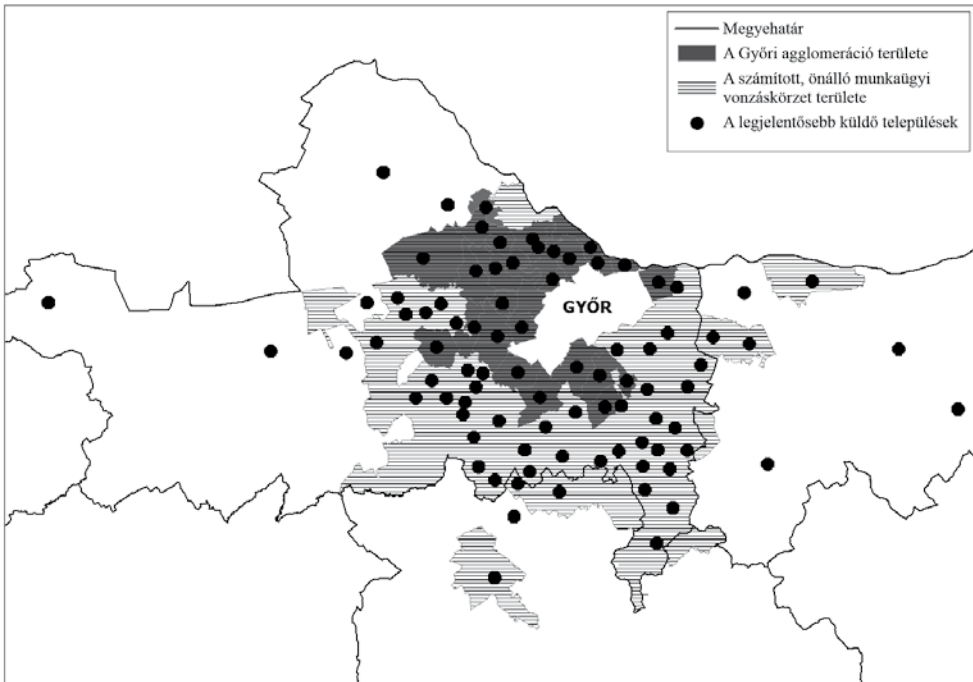 Megyehatár
A Győri agglomeráció területe
A számított, önálló munkaügyi
vonzáskörzet területe
A legjelentősebb küldő települések
GYŐR